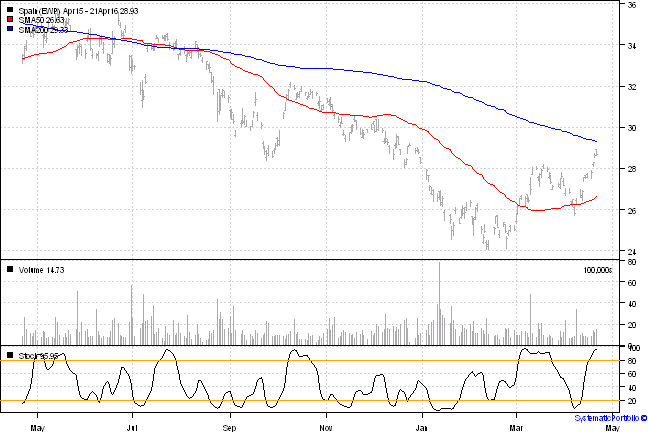 Spain (EWP) Apr15 - 21Apr16 28.93
SMA50 26.63
SMA200 29.33
36
34
32
30
28
26
24
Volume 14.73
100,000s
80
60
40
20
0
Stoch 95.95
100
80
60
40
20
May
Jul
Sep
Nov
Jan
Mar
May
SystematicPortfolio ©